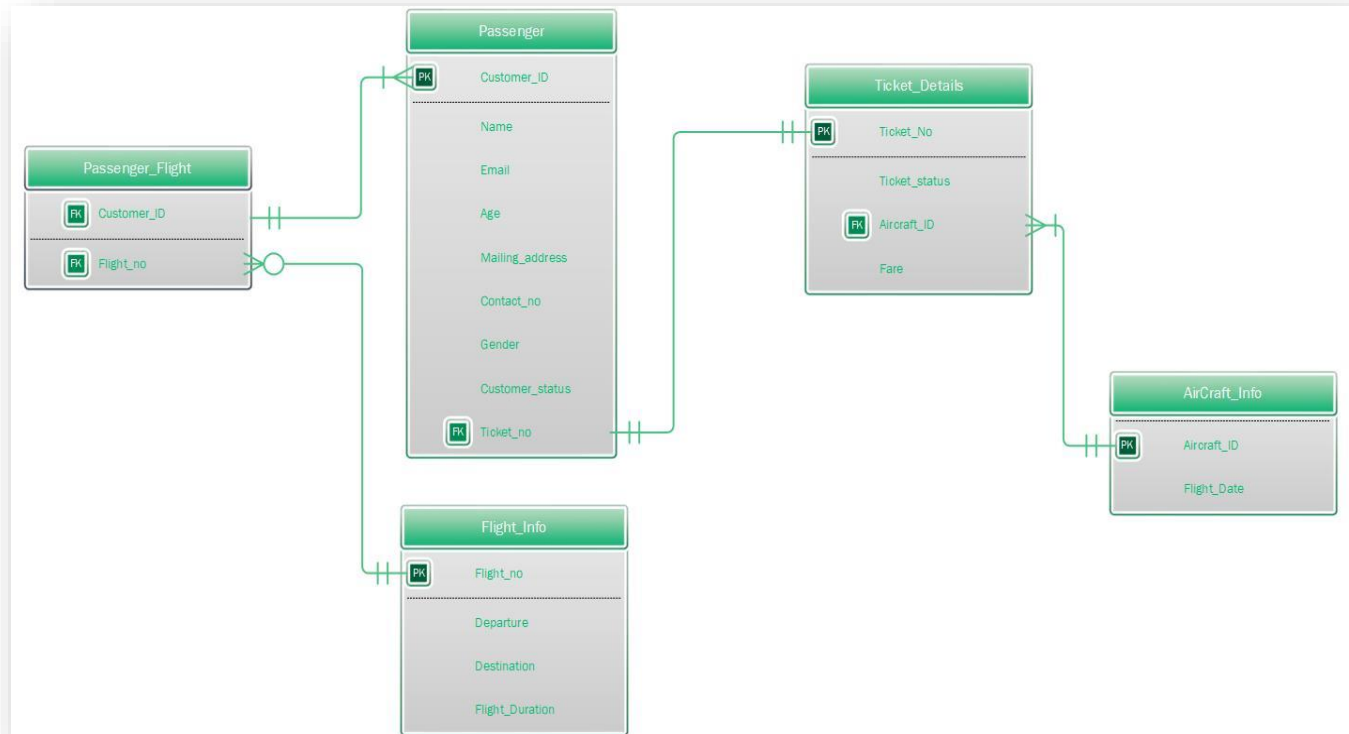 Passenger
PK Customer_ID
Name
Email
Age
Mailing_address
Contact_no
Gender
Customer_status
FK Ticket_no
Ticket_Details
PK Ticket_No
Ticket_status
FK Aircraft_ID
Fare
Passenger_Flight
FK Customer_ID
FK Flight_no
AirCraft_Info
PK Aircraft_ID
Flight_Date
Flight_Info
PK Flight_no
Departure
Destination
Flight_Duration